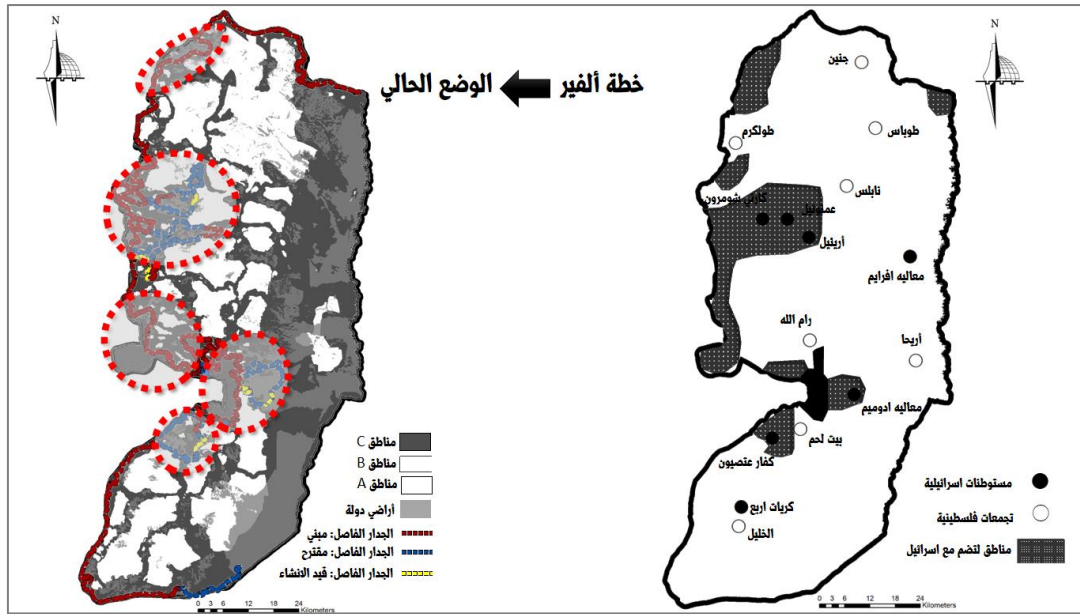 N
N
خطة ألفير
الوضع الحالي
جنين
طوباس
طولكرم
نابلس
كارني شومرون
عمنوئيل
أرئيل
معاليه افرايم
رام الله
أريحا
معاليه ادوميم
بيت لحم
كفار عتصيون
كريات اربع
الخليل
مستوطنات اسرائيلية
تجمعات فلسطينية
مناطق لتضم مع اسرائيل
0 3 6 12 18 24
Kilometers
مناطق C
مناطق B
مناطق A
أراضي دولة
الجدار الفاصل: مبني
الجدار الفاصل: مقترح
الجدار الفاصل: قيد الانشاء
0 3 6 12 18 24
Kilometers